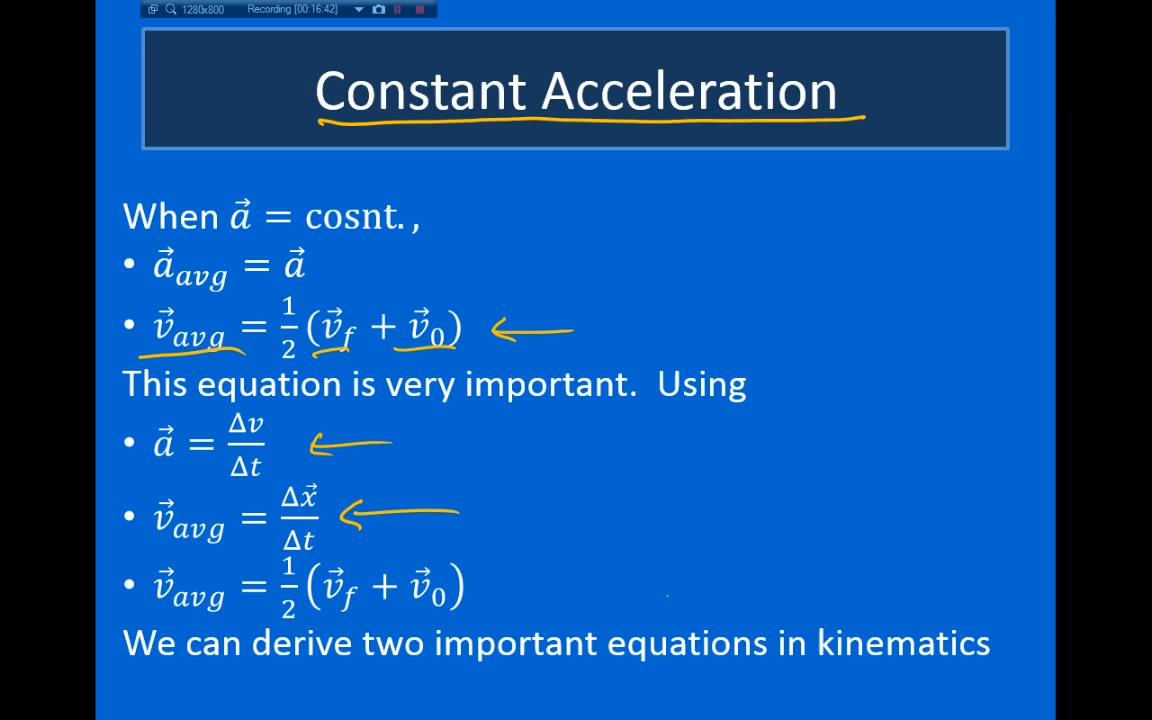 1280x800 Recording [00:16:42]
Constant Acceleration
When a⃗ = cosnt. ,
• a⃗_avg = a⃗
• v⃗_avg = 1/2 (v⃗_f + v⃗_0)
This equation is very important. Using
• a⃗ = Δv/Δt
• v⃗_avg = Δx⃗/Δt
• v⃗_avg = 1/2 (v⃗_f + v⃗_0)
We can derive two important equations in kinematics